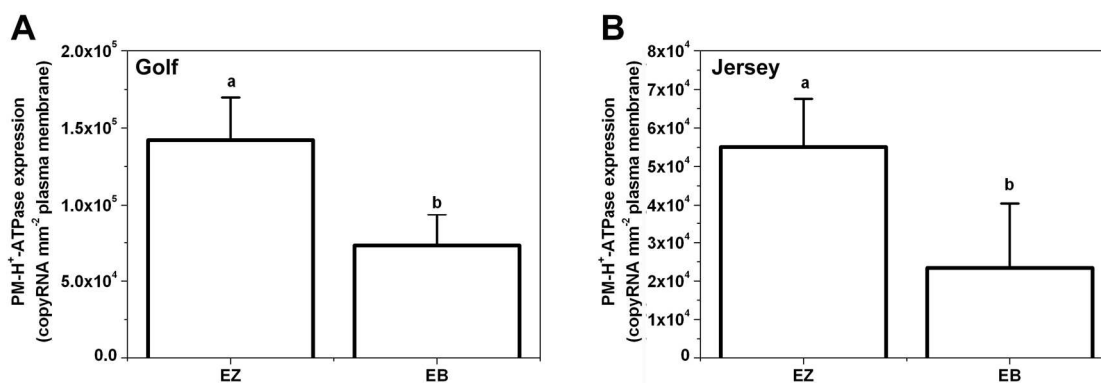 A
PM-H⁺-ATPase expression
(copyRNA mm⁻² plasma membrane)
2.0x10⁵
1.5x10⁵
1.0x10⁵
5.0x10⁴
0.0
Golf
a
b
EZ
EB
B
PM-H⁺-ATPase expression
(copyRNA mm⁻² plasma membrane)
8x10⁴
7x10⁴
6x10⁴
5x10⁴
4x10⁴
3x10⁴
2x10⁴
1x10⁴
0
Jersey
a
b
EZ
EB